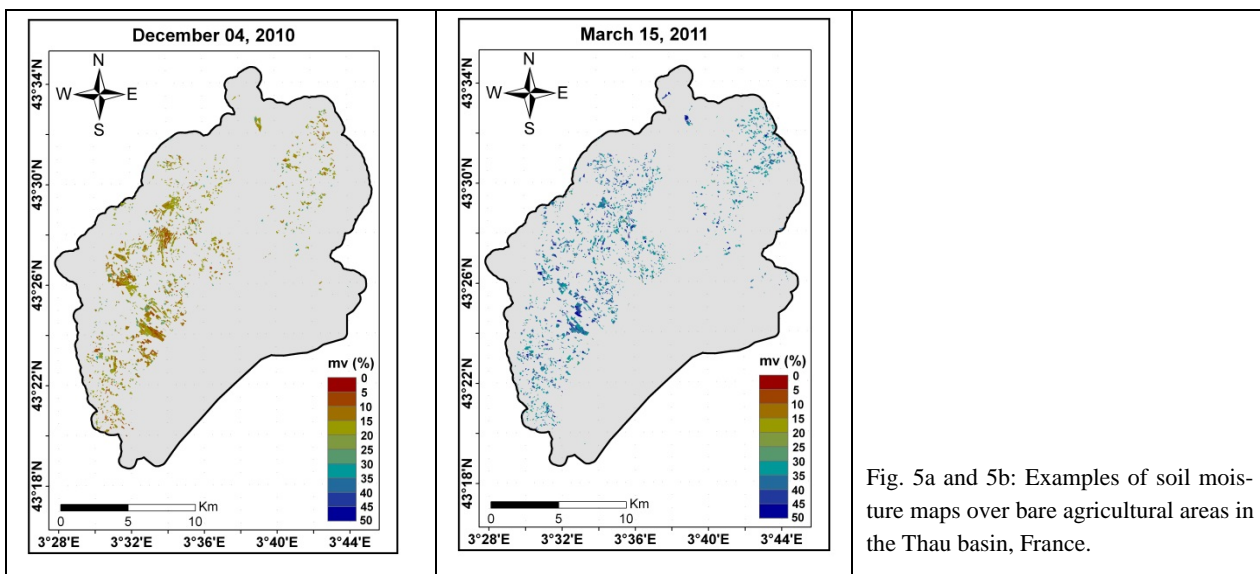 December 04, 2010
N
W E
S
43°34'N
43°30'N
43°26'N
43°22'N
43°18'N
mv (%)
0
5
10
15
20
25
30
35
40
45
50
Km
0 5 10
3°28'E 3°32'E 3°36'E 3°40'E 3°44'E
March 15, 2011
N
W E
S
43°34'N
43°30'N
43°26'N
43°22'N
43°18'N
mv (%)
0
5
10
15
20
25
30
35
40
45
50
Km
0 5 10
3°28'E 3°32'E 3°36'E 3°40'E 3°44'E
Fig. 5a and 5b: Examples of soil mois-
ture maps over bare agricultural areas in
the Thau basin, France.